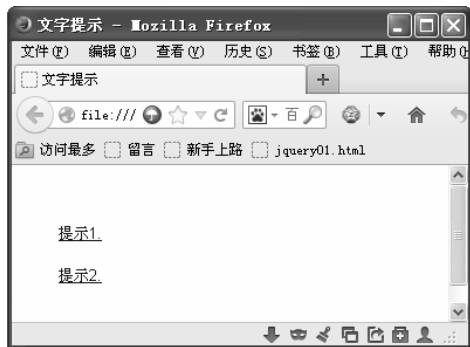 文字提示 - Mozilla Firefox
文件(F) 编辑(E) 查看(V) 历史(S) 书签(B) 工具(T) 帮助(H
文字提示 +
file:/// 百
访问最多 留言 新手上路 jquery01.html
提示1.
提示2.